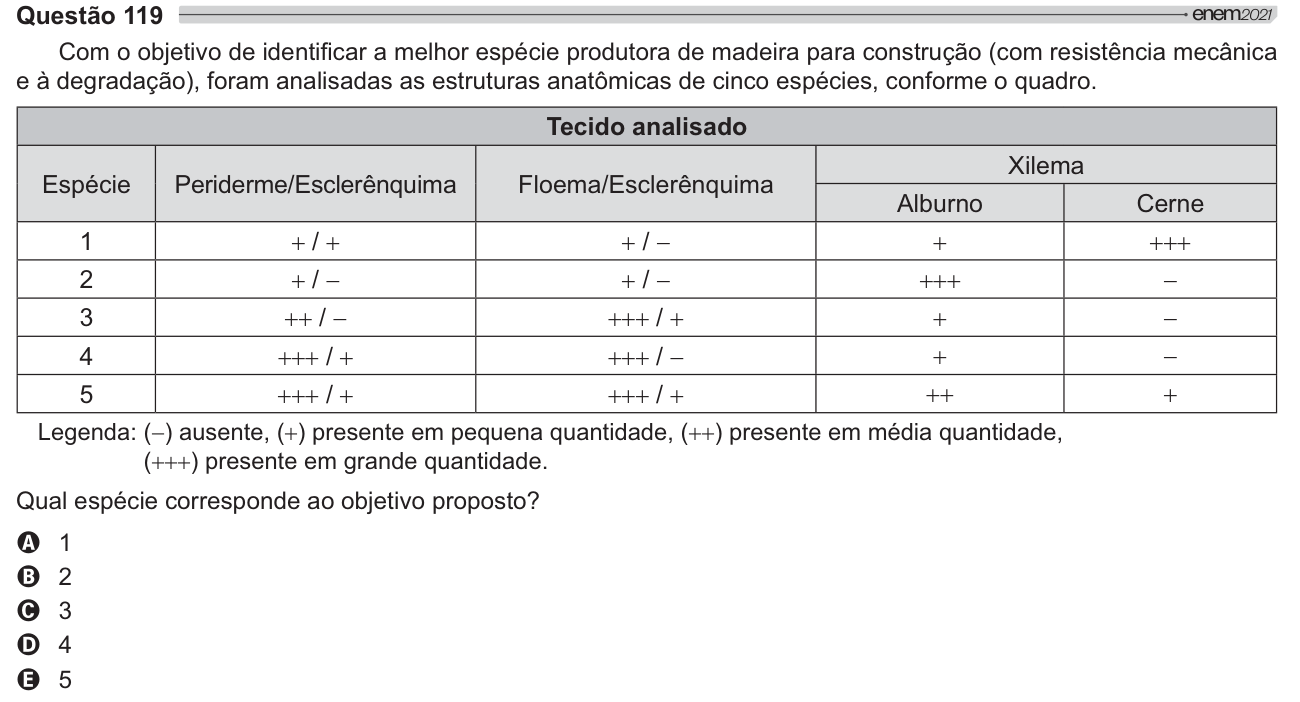 Questão 119
enem2021
Com o objetivo de identificar a melhor espécie produtora de madeira para construção (com resistência mecânica
e à degradação), foram analisadas as estruturas anatômicas de cinco espécies, conforme o quadro.
Tecido analisado
Espécie Periderme/Esclerênquima Floema/Esclerênquima Xilema
Alburno Cerne
1 + / + + / – + +++
2 + / – + / – +++ –
3 ++ / – +++ / + + –
4 +++ / + +++ / – + –
5 +++ / + +++ / + ++ +
Legenda: (–) ausente, (+) presente em pequena quantidade, (++) presente em média quantidade,
(+++) presente em grande quantidade.
Qual espécie corresponde ao objetivo proposto?
A 1
B 2
C 3
D 4
E 5